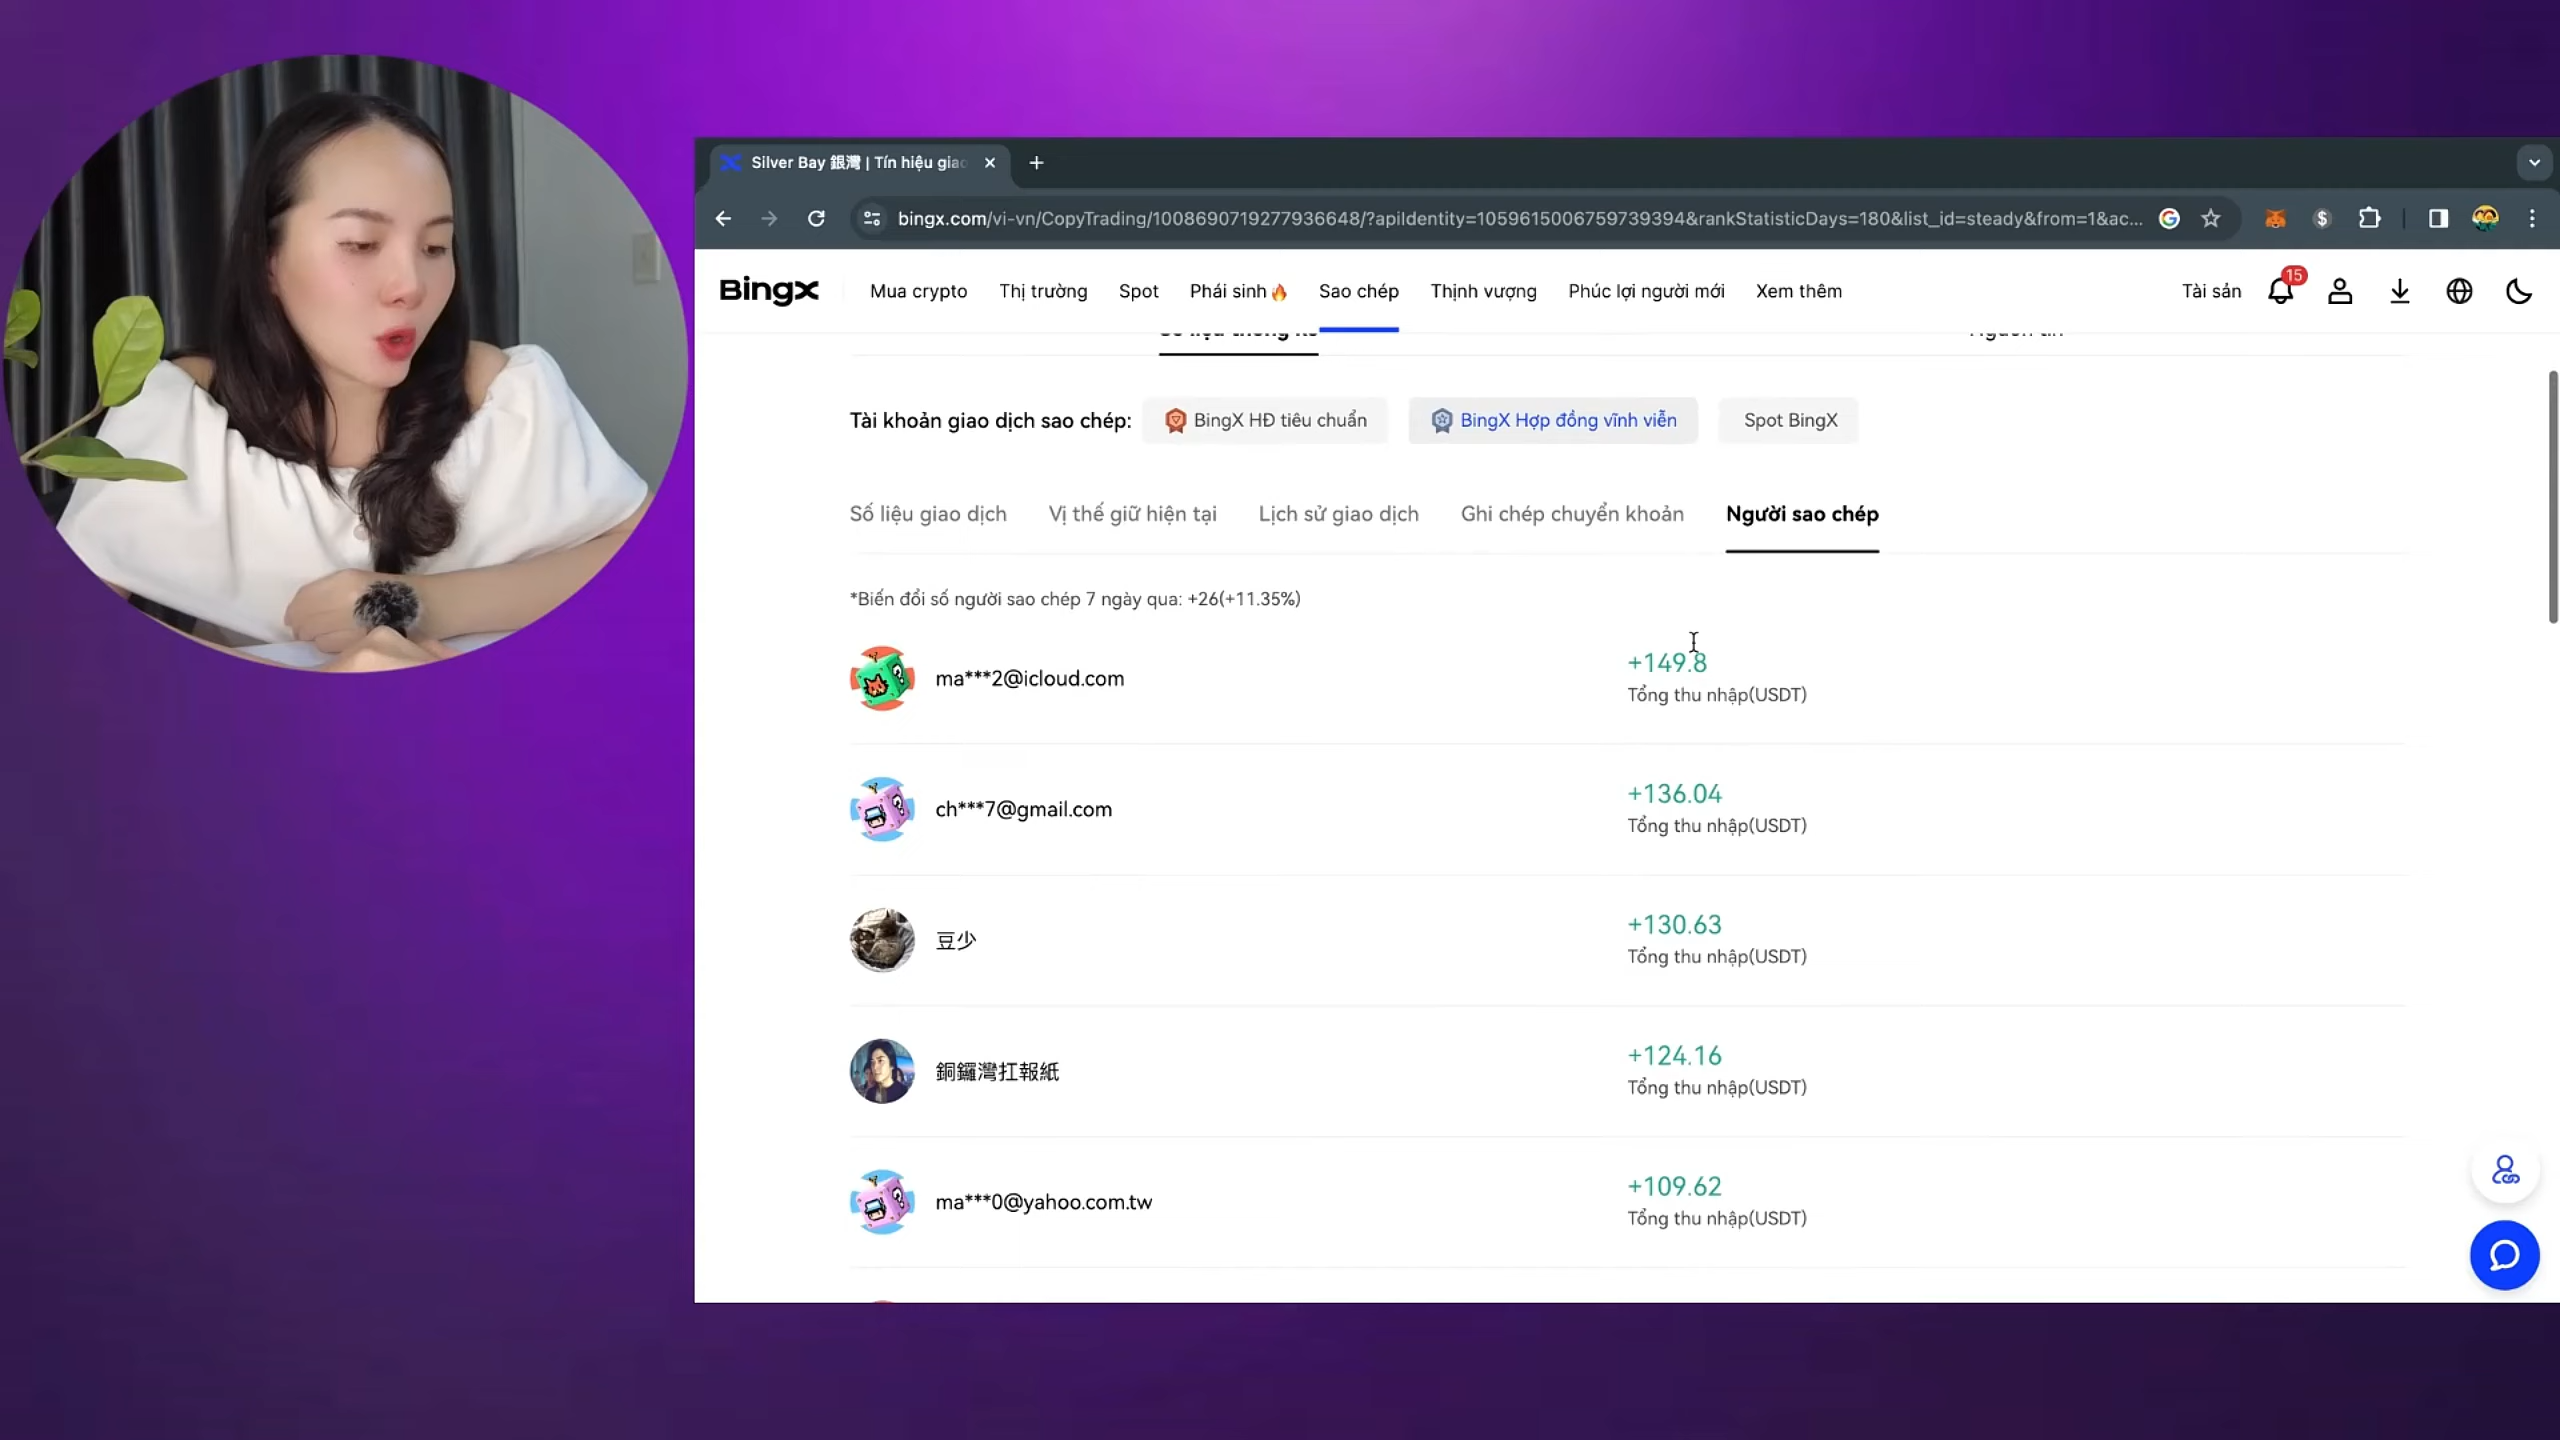 Silver Bay 銀灣 | Tín hiệu giao
bingx.com/vi-vn/CopyTrading/1008690719277936648/?apiIdentity=1059615006759739394&rankStatisticDays=180&list_id=steady&from=1&ac...
BingX
Mua crypto Thị trường Spot Phái sinh Sao chép Thịnh vượng Phúc lợi người mới Xem thêm Tài sản 15
Số liệu thống kê
Tài khoản giao dịch sao chép: BingX HĐ tiêu chuẩn BingX Hợp đồng vĩnh viễn Spot BingX
Số liệu giao dịch Vị thế giữ hiện tại Lịch sử giao dịch Ghi chép chuyển khoản Người sao chép
*Biến đổi số người sao chép 7 ngày qua: +26(+11.35%)
ma***2@icloud.com
+149.8
Tổng thu nhập(USDT)
ch***7@gmail.com
+136.04
Tổng thu nhập(USDT)
豆少
+130.63
Tổng thu nhập(USDT)
銅鑼灣扛報紙
+124.16
Tổng thu nhập(USDT)
ma***0@yahoo.com.tw
+109.62
Tổng thu nhập(USDT)